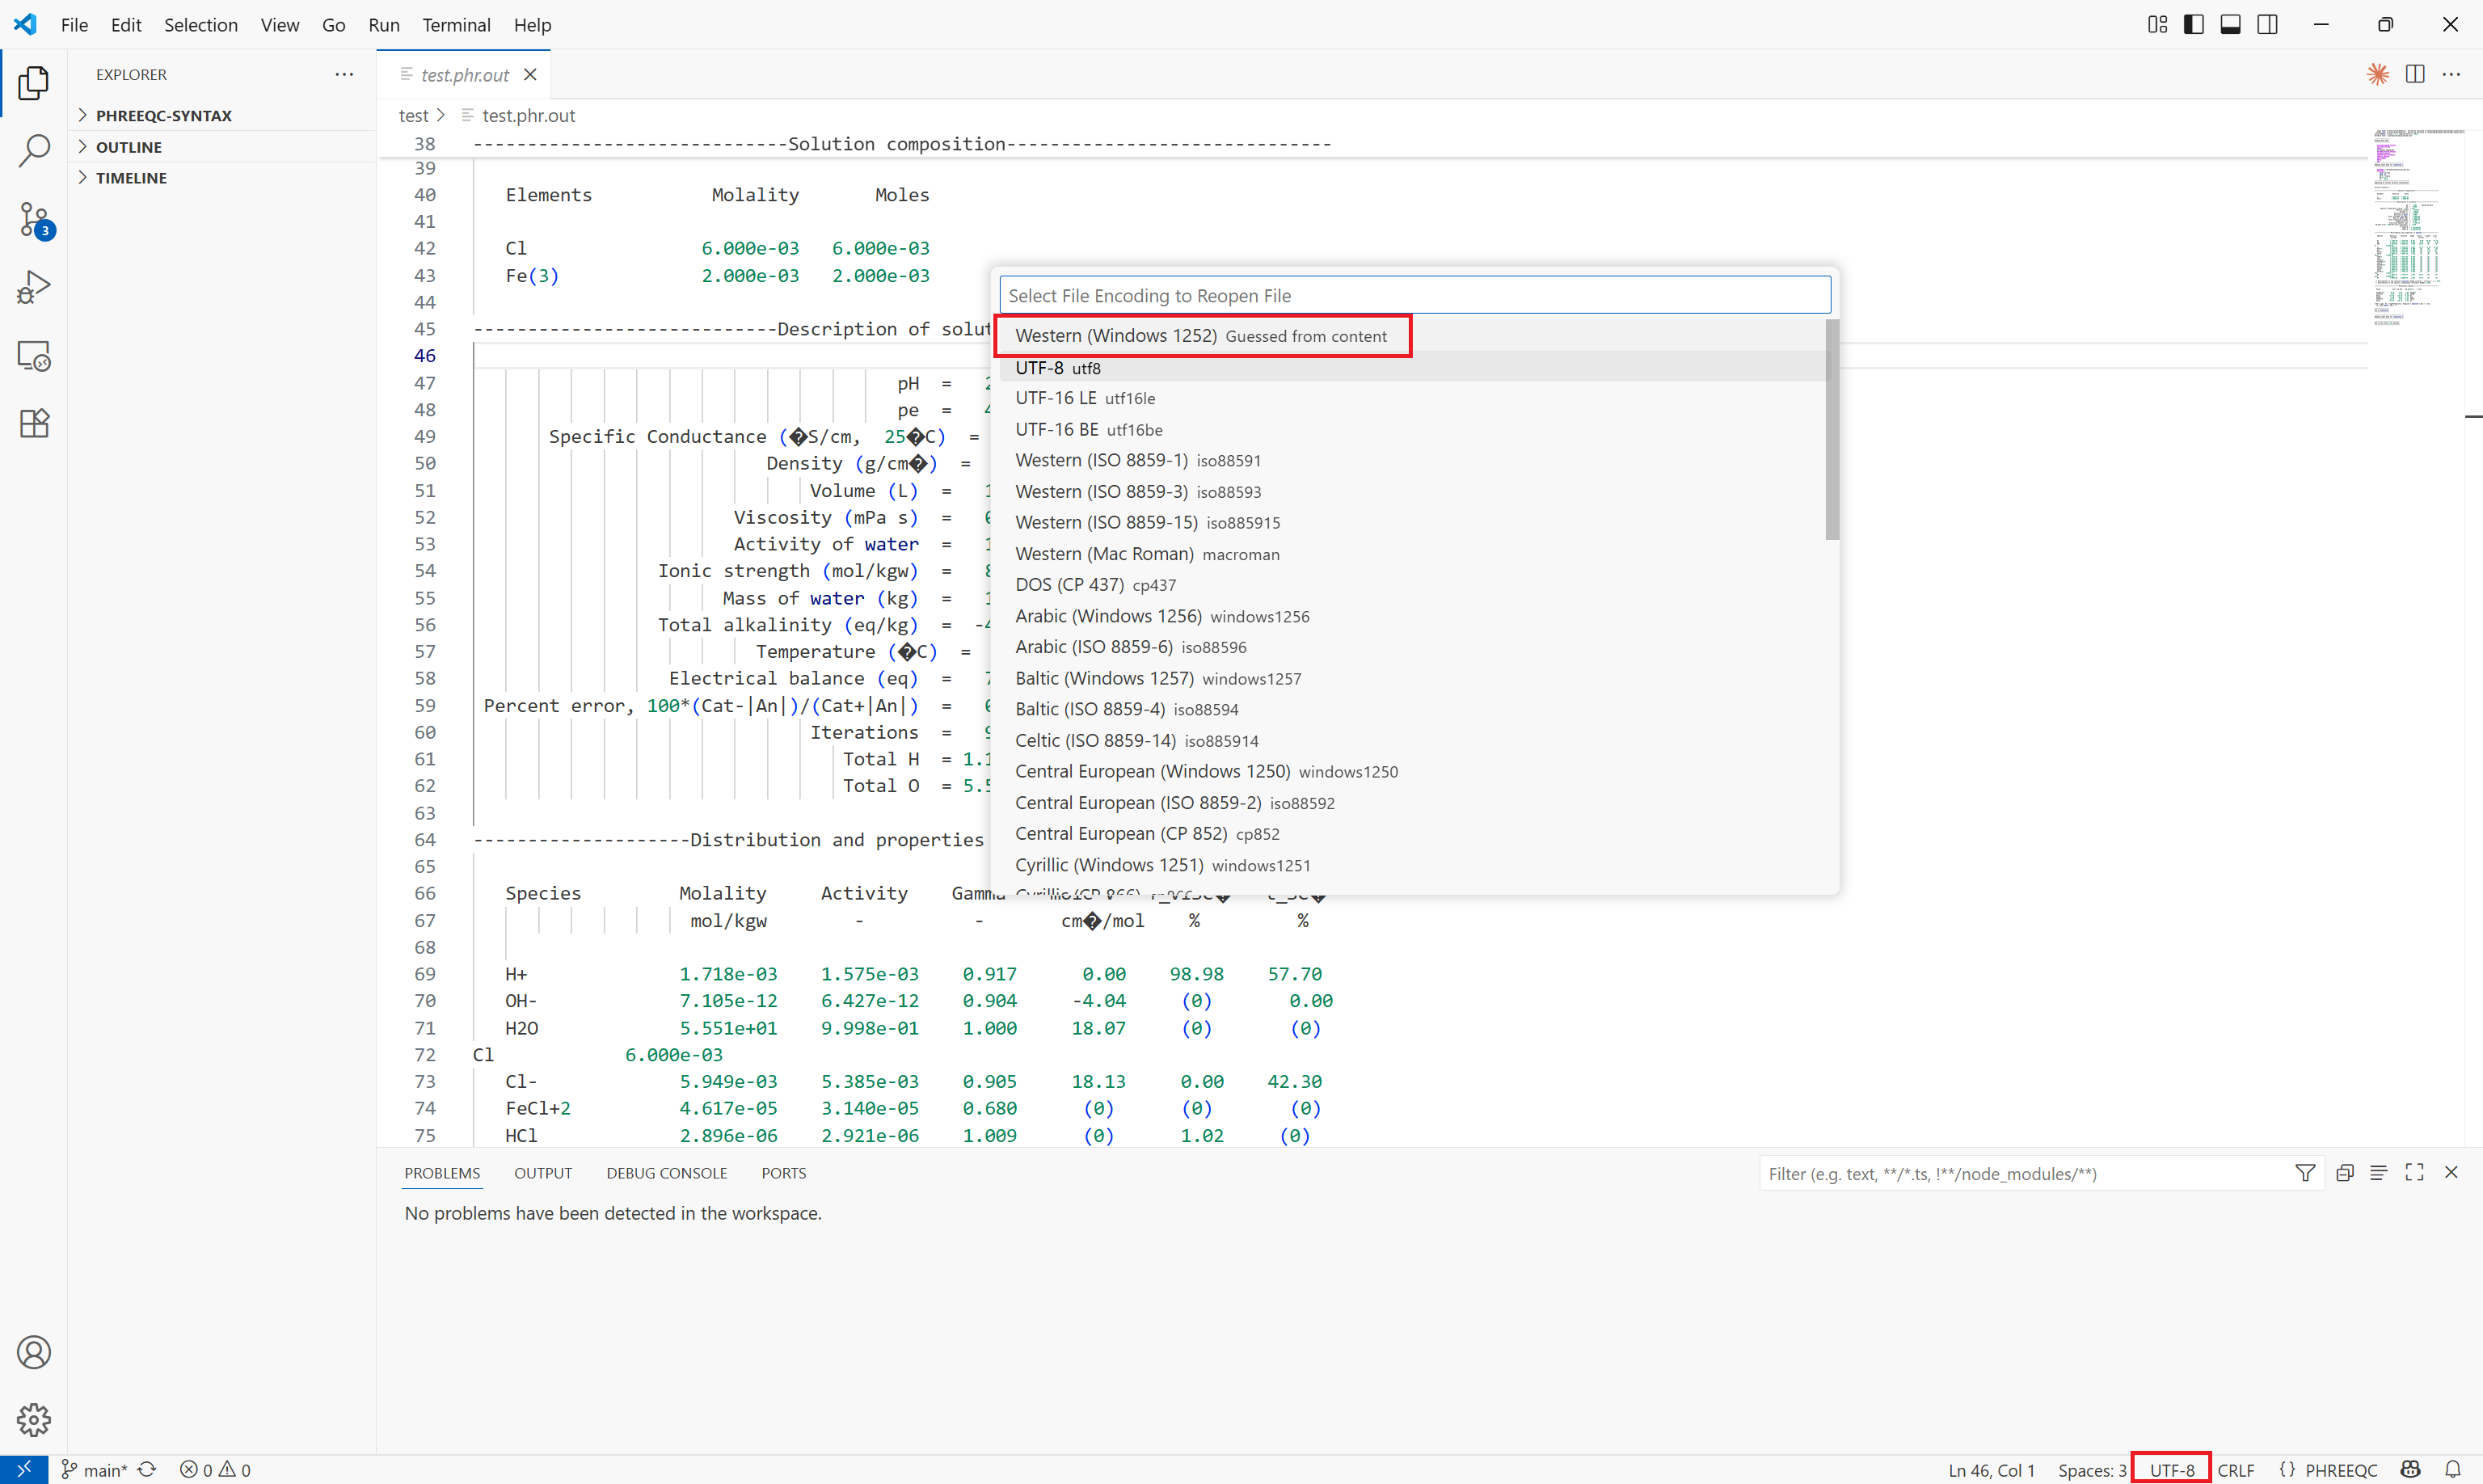 File Edit Selection View Go Run Terminal Help
EXPLORER
PHREEQC-SYNTAX
OUTLINE
TIMELINE
3
test.phr.out
test > test.phr.out
38 -----------------------------Solution composition------------------------------
39
40 Elements Molality Moles
41
42 Cl 6.000e-03 6.000e-03
43 Fe(3) 2.000e-03 2.000e-03
44
45 ----------------------------Description of solut
46
47 pH = 2
48 pe = 4
49 Specific Conductance (�S/cm, 25�C) =
50 Density (g/cm�) =
51 Volume (L) = 1
52 Viscosity (mPa s) = 0
53 Activity of water = 1
54 Ionic strength (mol/kgw) = 8
55 Mass of water (kg) = 1
56 Total alkalinity (eq/kg) = -4
57 Temperature (�C) =
58 Electrical balance (eq) = 7
59 Percent error, 100*(Cat-|An|)/(Cat+|An|) = 0
60 Iterations = 9
61 Total H = 1.1
62 Total O = 5.5
63
64 --------------------Distribution and properties
65
66 Species Molality Activity Gamma
67 mol/kgw - - cm�/mol % %
68
69 H+ 1.718e-03 1.575e-03 0.917 0.00 98.98 57.70
70 OH- 7.105e-12 6.427e-12 0.904 -4.04 (0) 0.00
71 H2O 5.551e+01 9.998e-01 1.000 18.07 (0) (0)
72 Cl 6.000e-03
73 Cl- 5.949e-03 5.385e-03 0.905 18.13 0.00 42.30
74 FeCl+2 4.617e-05 3.140e-05 0.680 (0) (0) (0)
75 HCl 2.896e-06 2.921e-06 1.009 (0) 1.02 (0)
Select File Encoding to Reopen File
Western (Windows 1252) Guessed from content
UTF-8 utf8
UTF-16 LE utf16le
UTF-16 BE utf16be
Western (ISO 8859-1) iso88591
Western (ISO 8859-3) iso88593
Western (ISO 8859-15) iso885915
Western (Mac Roman) macroman
DOS (CP 437) cp437
Arabic (Windows 1256) windows1256
Arabic (ISO 8859-6) iso88596
Baltic (Windows 1257) windows1257
Baltic (ISO 8859-4) iso88594
Celtic (ISO 8859-14) iso885914
Central European (Windows 1250) windows1250
Central European (ISO 8859-2) iso88592
Central European (CP 852) cp852
Cyrillic (Windows 1251) windows1251
Cyrillic (CP 866) cp866
PROBLEMS OUTPUT DEBUG CONSOLE PORTS
Filter (e.g. text, **/*.ts, !**/node_modules/**)
No problems have been detected in the workspace.
main* 0 0
Ln 46, Col 1 Spaces: 3 UTF-8 CRLF {} PHREEQC